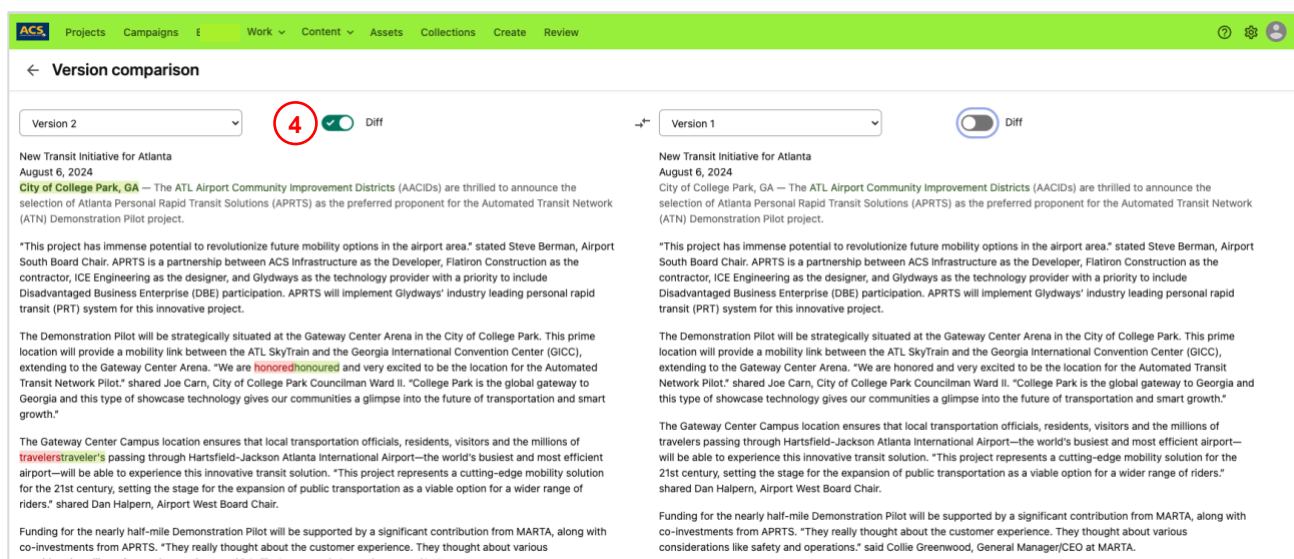 ACS Projects Campaigns E Work Content Assets Collections Create Review
Version comparison
Version 2 4 Diff
New Transit Initiative for Atlanta
August 6, 2024
City of College Park, GA — The ATL Airport Community Improvement Districts (AACIDs) are thrilled to announce the
selection of Atlanta Personal Rapid Transit Solutions (APRTS) as the preferred proponent for the Automated Transit Network
(ATN) Demonstration Pilot project.
"This project has immense potential to revolutionize future mobility options in the airport area." stated Steve Berman, Airport
South Board Chair. APRTS is a partnership between ACS Infrastructure as the Developer, Flatiron Construction as the
contractor, ICE Engineering as the designer, and Glydways as the technology provider with a priority to include
Disadvantaged Business Enterprise (DBE) participation. APRTS will implement Glydways' industry leading personal rapid
transit (PRT) system for this innovative project.
The Demonstration Pilot will be strategically situated at the Gateway Center Arena in the City of College Park. This prime
location will provide a mobility link between the ATL SkyTrain and the Georgia International Convention Center (GICC),
extending to the Gateway Center Arena. "We are honoredhonoured and very excited to be the location for the Automated
Transit Network Pilot." shared Joe Carn, City of College Park Councilman Ward II. "College Park is the global gateway to
Georgia and this type of showcase technology gives our communities a glimpse into the future of transportation and smart
growth."
The Gateway Center Campus location ensures that local transportation officials, residents, visitors and the millions of
travelerstraveler's passing through Hartsfield-Jackson Atlanta International Airport—the world's busiest and most efficient
airport—will be able to experience this innovative transit solution. "This project represents a cutting-edge mobility solution
for the 21st century, setting the stage for the expansion of public transportation as a viable option for a wider range of
riders." shared Dan Halpern, Airport West Board Chair.
Funding for the nearly half-mile Demonstration Pilot will be supported by a significant contribution from MARTA, along with
co-investments from APRTS. "They really thought about the customer experience. They thought about various
Version 1 Diff
New Transit Initiative for Atlanta
August 6, 2024
City of College Park, GA — The ATL Airport Community Improvement Districts (AACIDs) are thrilled to announce the
selection of Atlanta Personal Rapid Transit Solutions (APRTS) as the preferred proponent for the Automated Transit Network
(ATN) Demonstration Pilot project.
"This project has immense potential to revolutionize future mobility options in the airport area." stated Steve Berman, Airport
South Board Chair. APRTS is a partnership between ACS Infrastructure as the Developer, Flatiron Construction as the
contractor, ICE Engineering as the designer, and Glydways as the technology provider with a priority to include
Disadvantaged Business Enterprise (DBE) participation. APRTS will implement Glydways' industry leading personal rapid
transit (PRT) system for this innovative project.
The Demonstration Pilot will be strategically situated at the Gateway Center Arena in the City of College Park. This prime
location will provide a mobility link between the ATL SkyTrain and the Georgia International Convention Center (GICC),
extending to the Gateway Center Arena. "We are honored and very excited to be the location for the Automated Transit
Network Pilot." shared Joe Carn, City of College Park Councilman Ward II. "College Park is the global gateway to Georgia and
this type of showcase technology gives our communities a glimpse into the future of transportation and smart growth."
The Gateway Center Campus location ensures that local transportation officials, residents, visitors and the millions of
travelers passing through Hartsfield-Jackson Atlanta International Airport—the world's busiest and most efficient airport—
will be able to experience this innovative transit solution. "This project represents a cutting-edge mobility solution for the
21st century, setting the stage for the expansion of public transportation as a viable option for a wider range of riders."
shared Dan Halpern, Airport West Board Chair.
Funding for the nearly half-mile Demonstration Pilot will be supported by a significant contribution from MARTA, along with
co-investments from APRTS. "They really thought about the customer experience. They thought about various
considerations like safety and operations." said Collie Greenwood, General Manager/CEO at MARTA.